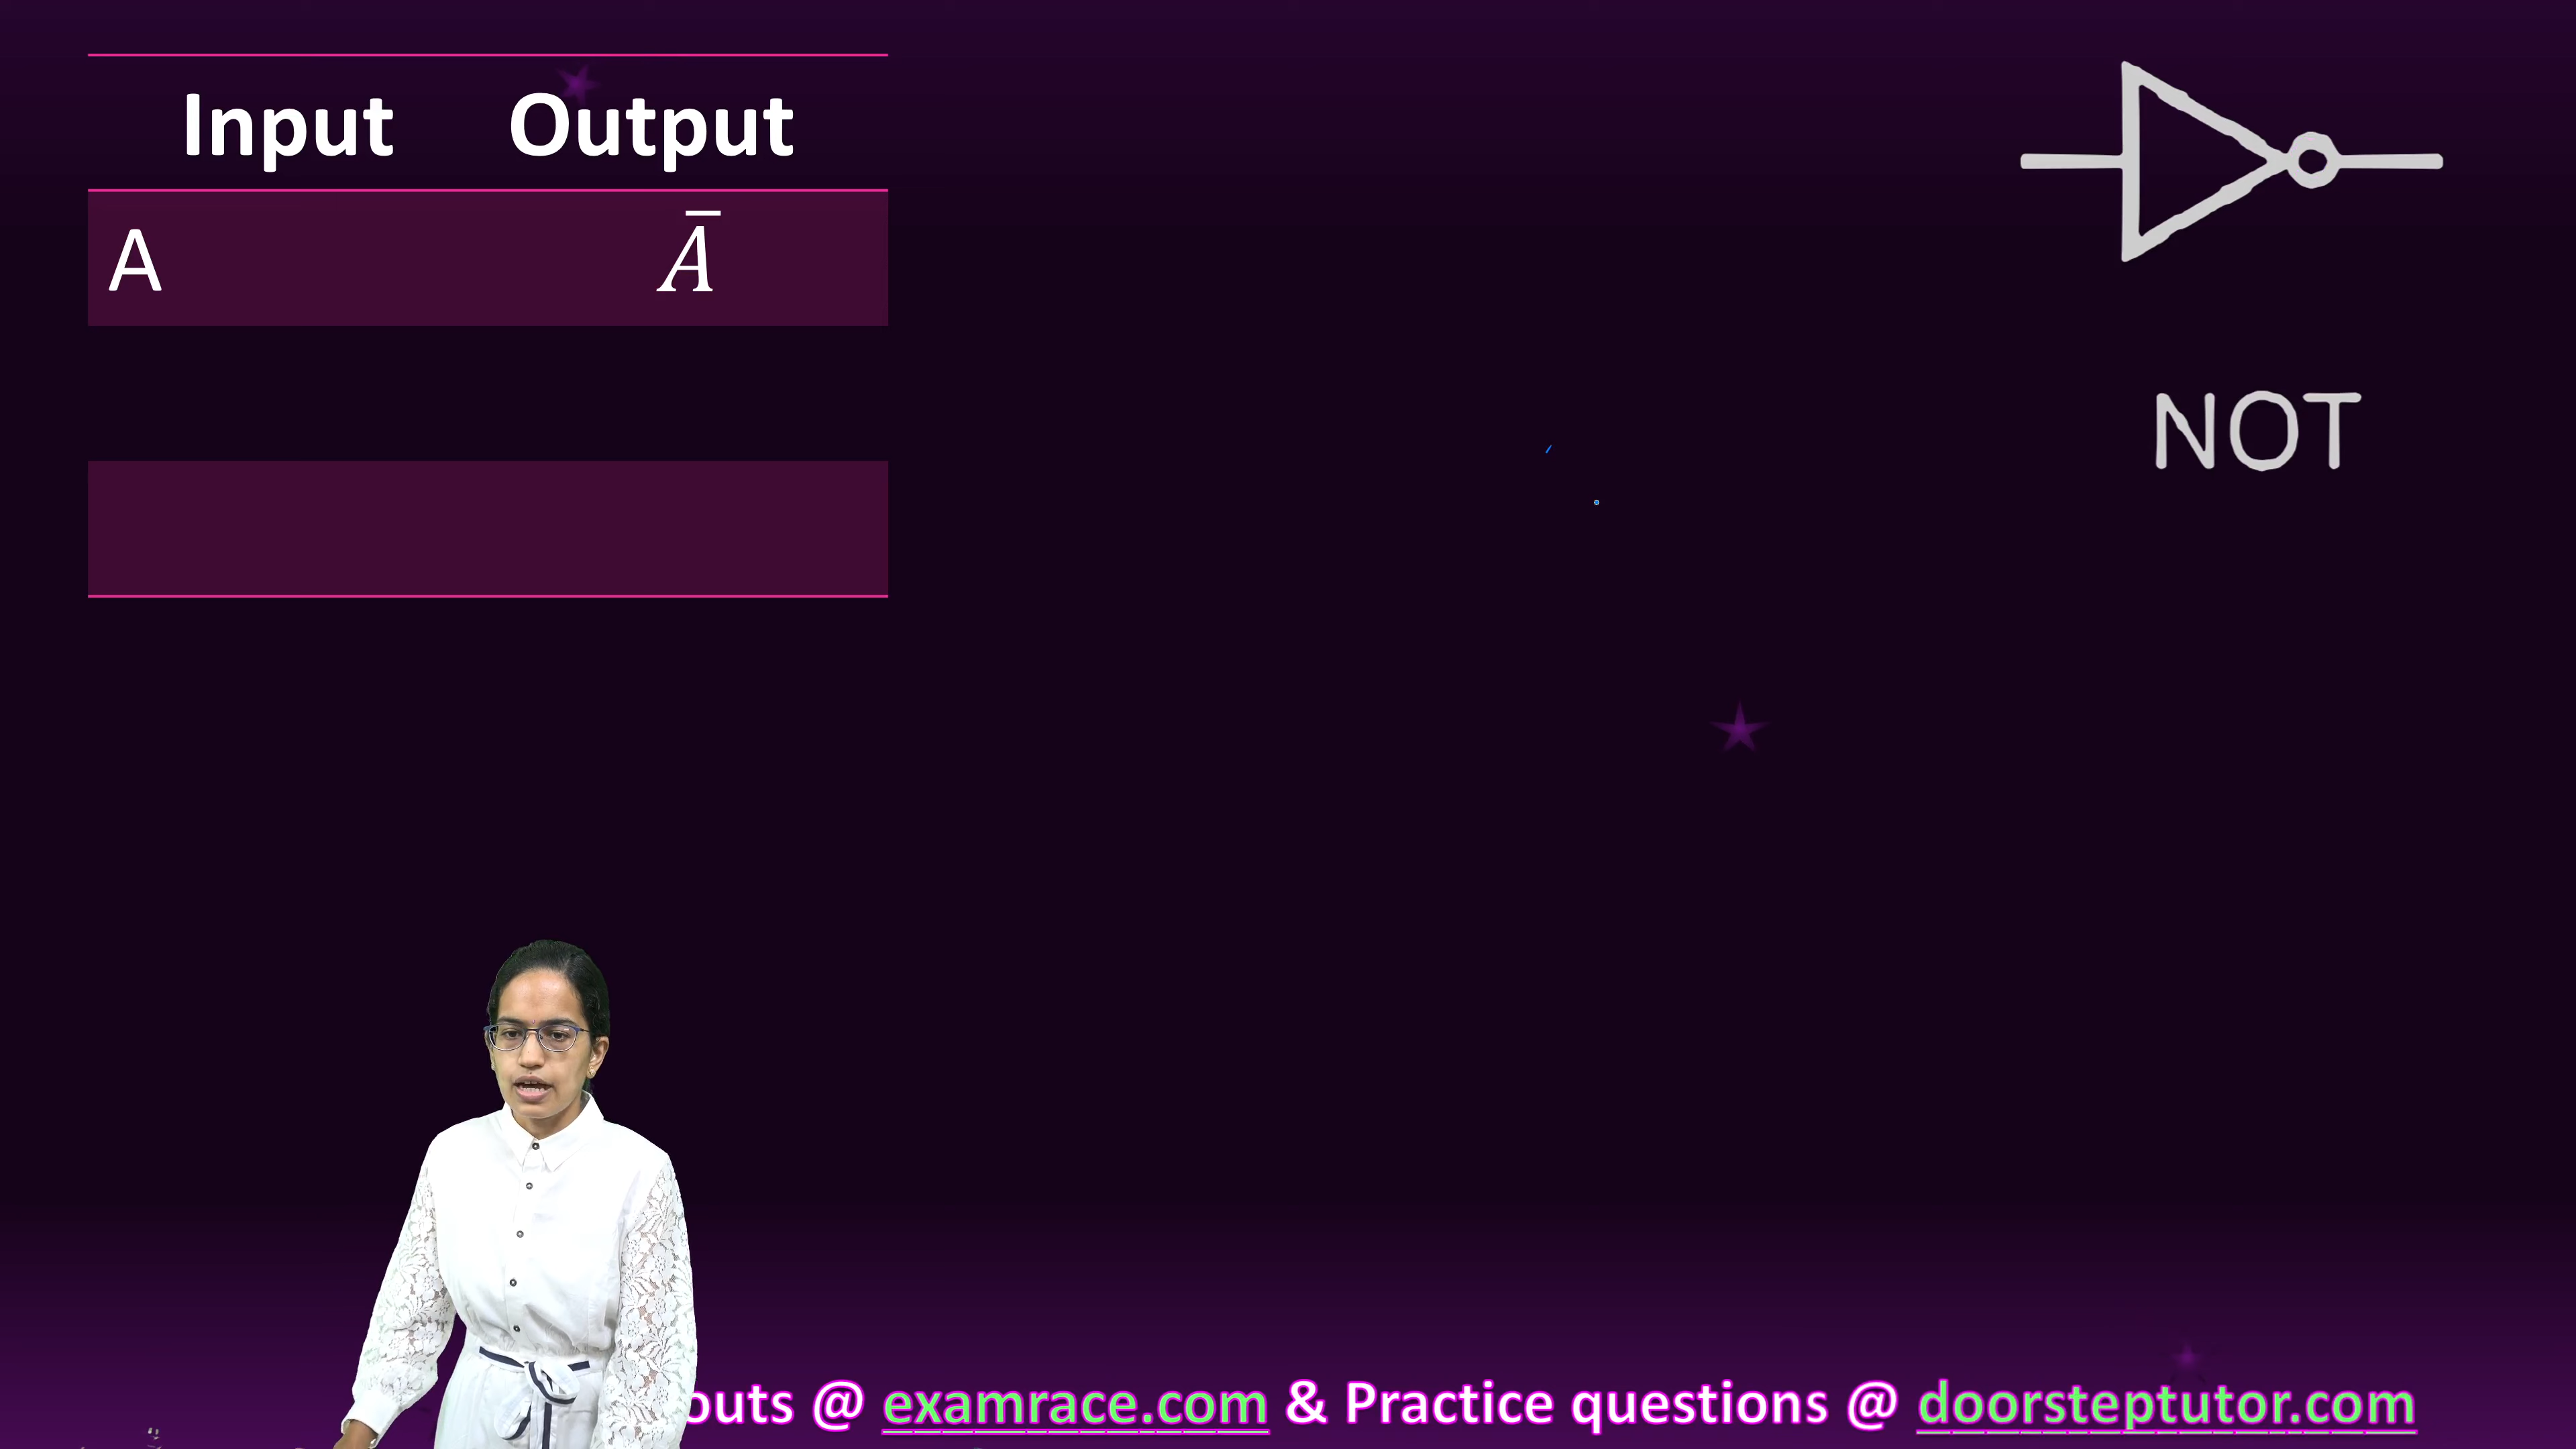 Input Output
A A̅
NOT
outs @ examrace.com & Practice questions @ doorsteptutor.com